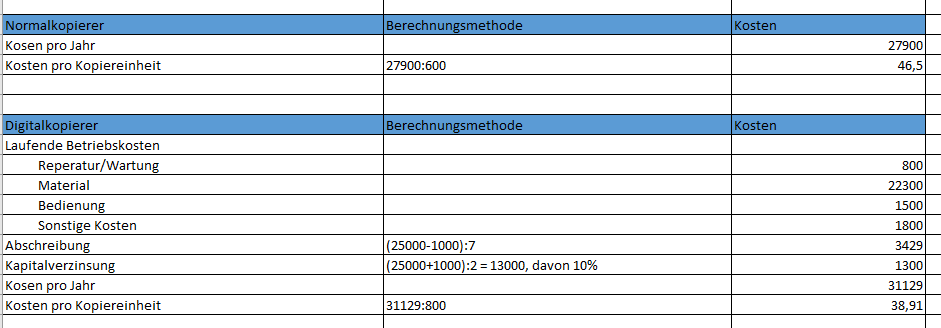 Normalkopierer Berechnungsmethode Kosten
Kosen pro Jahr 27900
Kosten pro Kopiereinheit 27900:600 46,5
Digitalkopierer Berechnungsmethode Kosten
Laufende Betriebskosten
Reperatur/Wartung 800
Material 22300
Bedienung 1500
Sonstige Kosten 1800
Abschreibung (25000-1000):7 3429
Kapitalverzinsung (25000+1000):2 = 13000, davon 10% 1300
Kosen pro Jahr 31129
Kosten pro Kopiereinheit 31129:800 38,91